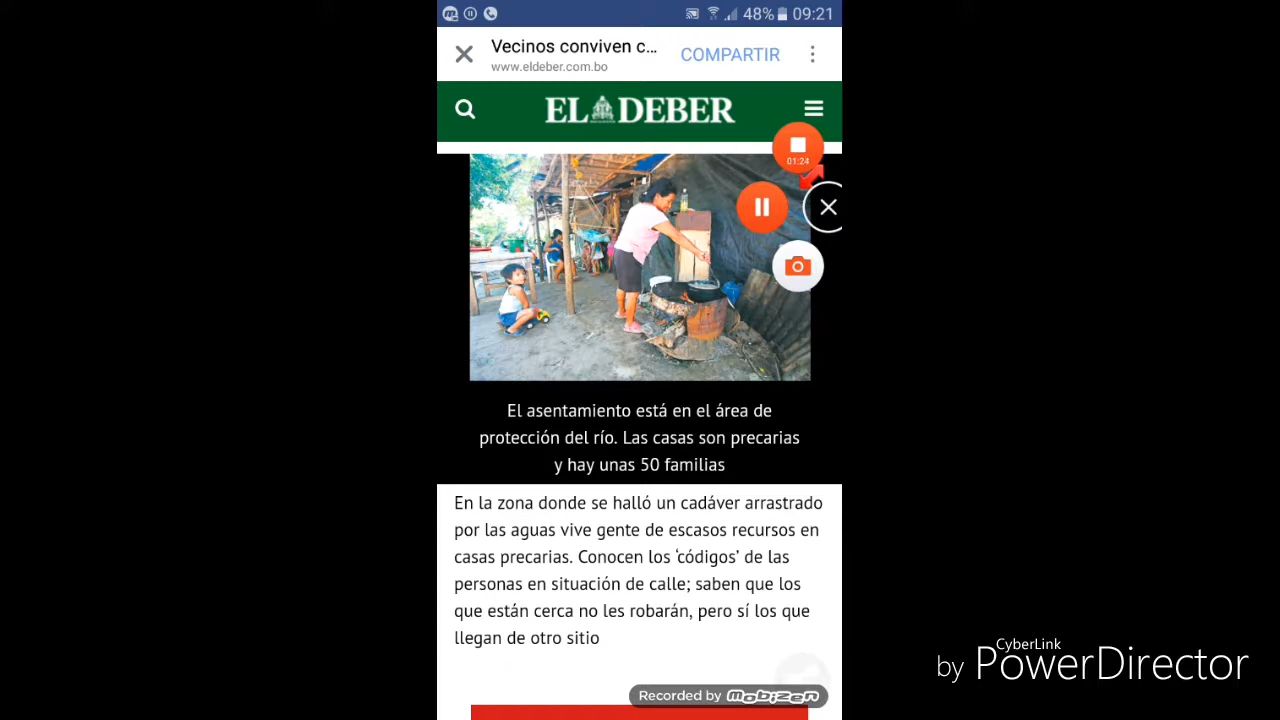 48% 09:21
Vecinos conviven c...
www.eldeber.com.bo
COMPARTIR
EL DEBER
01:24
El asentamiento está en el área de
protección del río. Las casas son precarias
y hay unas 50 familias
En la zona donde se halló un cadáver arrastrado
por las aguas vive gente de escasos recursos en
casas precarias. Conocen los ‘códigos’ de las
personas en situación de calle; saben que los
que están cerca no les robarán, pero sí los que
llegan de otro sitio
CyberLink
by PowerDirector
Recorded by mobizen